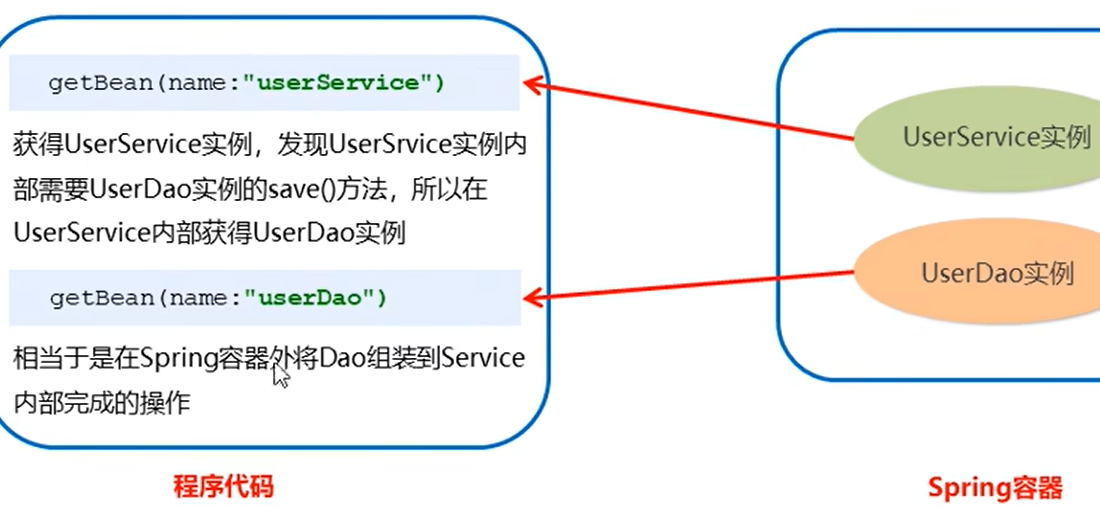 getBean(name:"userService")
获得UserService实例，发现UserSrvice实例内
部需要UserDao实例的save()方法，所以在
UserService内部获得UserDao实例
getBean(name:"userDao")
相当于是在Spring容器外将Dao组装到Service
内部完成的操作
程序代码
UserService实例
UserDao实例
Spring容器